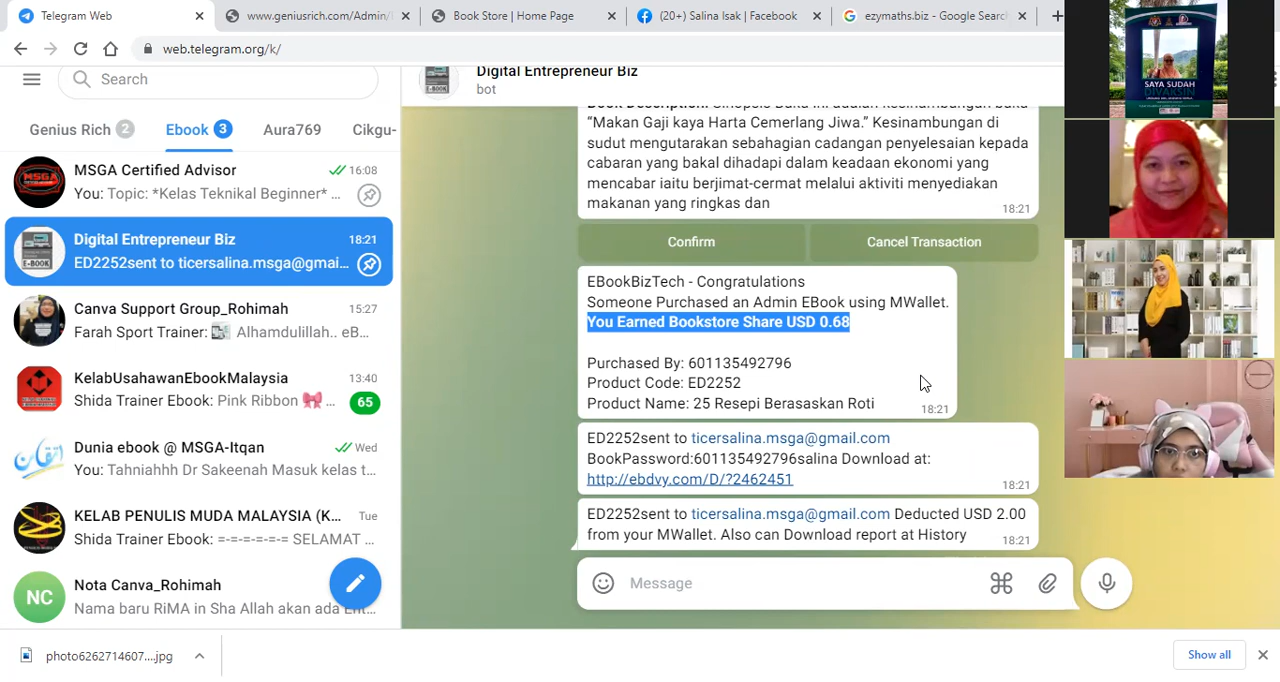 Telegram Web
www.geniusrich.com/Admin/
Book Store | Home Page
(20+) Salina Isak | Facebook
ezymaths.biz - Google Search
web.telegram.org/k/
Search
Genius Rich 2
Ebook 3
Aura769
Cikgu-
MSGA Certified Advisor
16:08
You: Topic: *Kelas Teknikal Beginner* ...
Digital Entrepreneur Biz
18:21
ED2252sent to ticersalina.msga@gmai...
Canva Support Group_Rohimah
15:27
Farah Sport Trainer: Alhamdulillah.. eB...
KelabUsahawanEbookMalaysia
13:40
Shida Trainer Ebook: Pink Ribbon ...
65
Dunia ebook @ MSGA-Itqan
Wed
You: Tahniahhh Dr Sakeenah Masuk kelas t...
KELAB PENULIS MUDA MALAYSIA (K...
Tue
Shida Trainer Ebook: =-=-=-=-=-= SELAMAT ...
NC
Nota Canva_Rohimah
Nama baru RiMA in Sha Allah akan ada Ent...
Digital Entrepreneur Biz
bot
Book Description: Sinopsis Buku ini adalah kesinambungan buku
“Makan Gaji kaya Harta Cemerlang Jiwa.” Kesinambungan di
sudut mengutarakan sebahagian cadangan penyelesaian kepada
cabaran yang bakal dihadapi dalam keadaan ekonomi yang
mencabar iaitu berjimat-cermat melalui aktiviti menyediakan
makanan yang ringkas dan
18:21
Confirm
Cancel Transaction
EBookBizTech - Congratulations
Someone Purchased an Admin EBook using MWallet.
You Earned Bookstore Share USD 0.68
Purchased By: 601135492796
Product Code: ED2252
Product Name: 25 Resepi Berasaskan Roti
18:21
ED2252sent to ticersalina.msga@gmail.com
BookPassword:601135492796salina Download at:
http://ebdvy.com/D/?2462451
18:21
ED2252sent to ticersalina.msga@gmail.com Deducted USD 2.00
from your MWallet. Also can Download report at History
18:21
Message
SAYA SUDAH
DIVAKSIN
photo6262714607....jpg
Show all